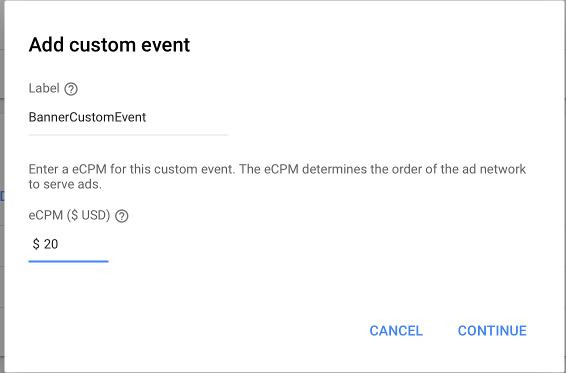 Add custom event
Label ?
BannerCustomEvent
Enter a eCPM for this custom event. The eCPM determines the order of the ad network
to serve ads.
eCPM ($ USD) ?
$ 20
CANCEL CONTINUE